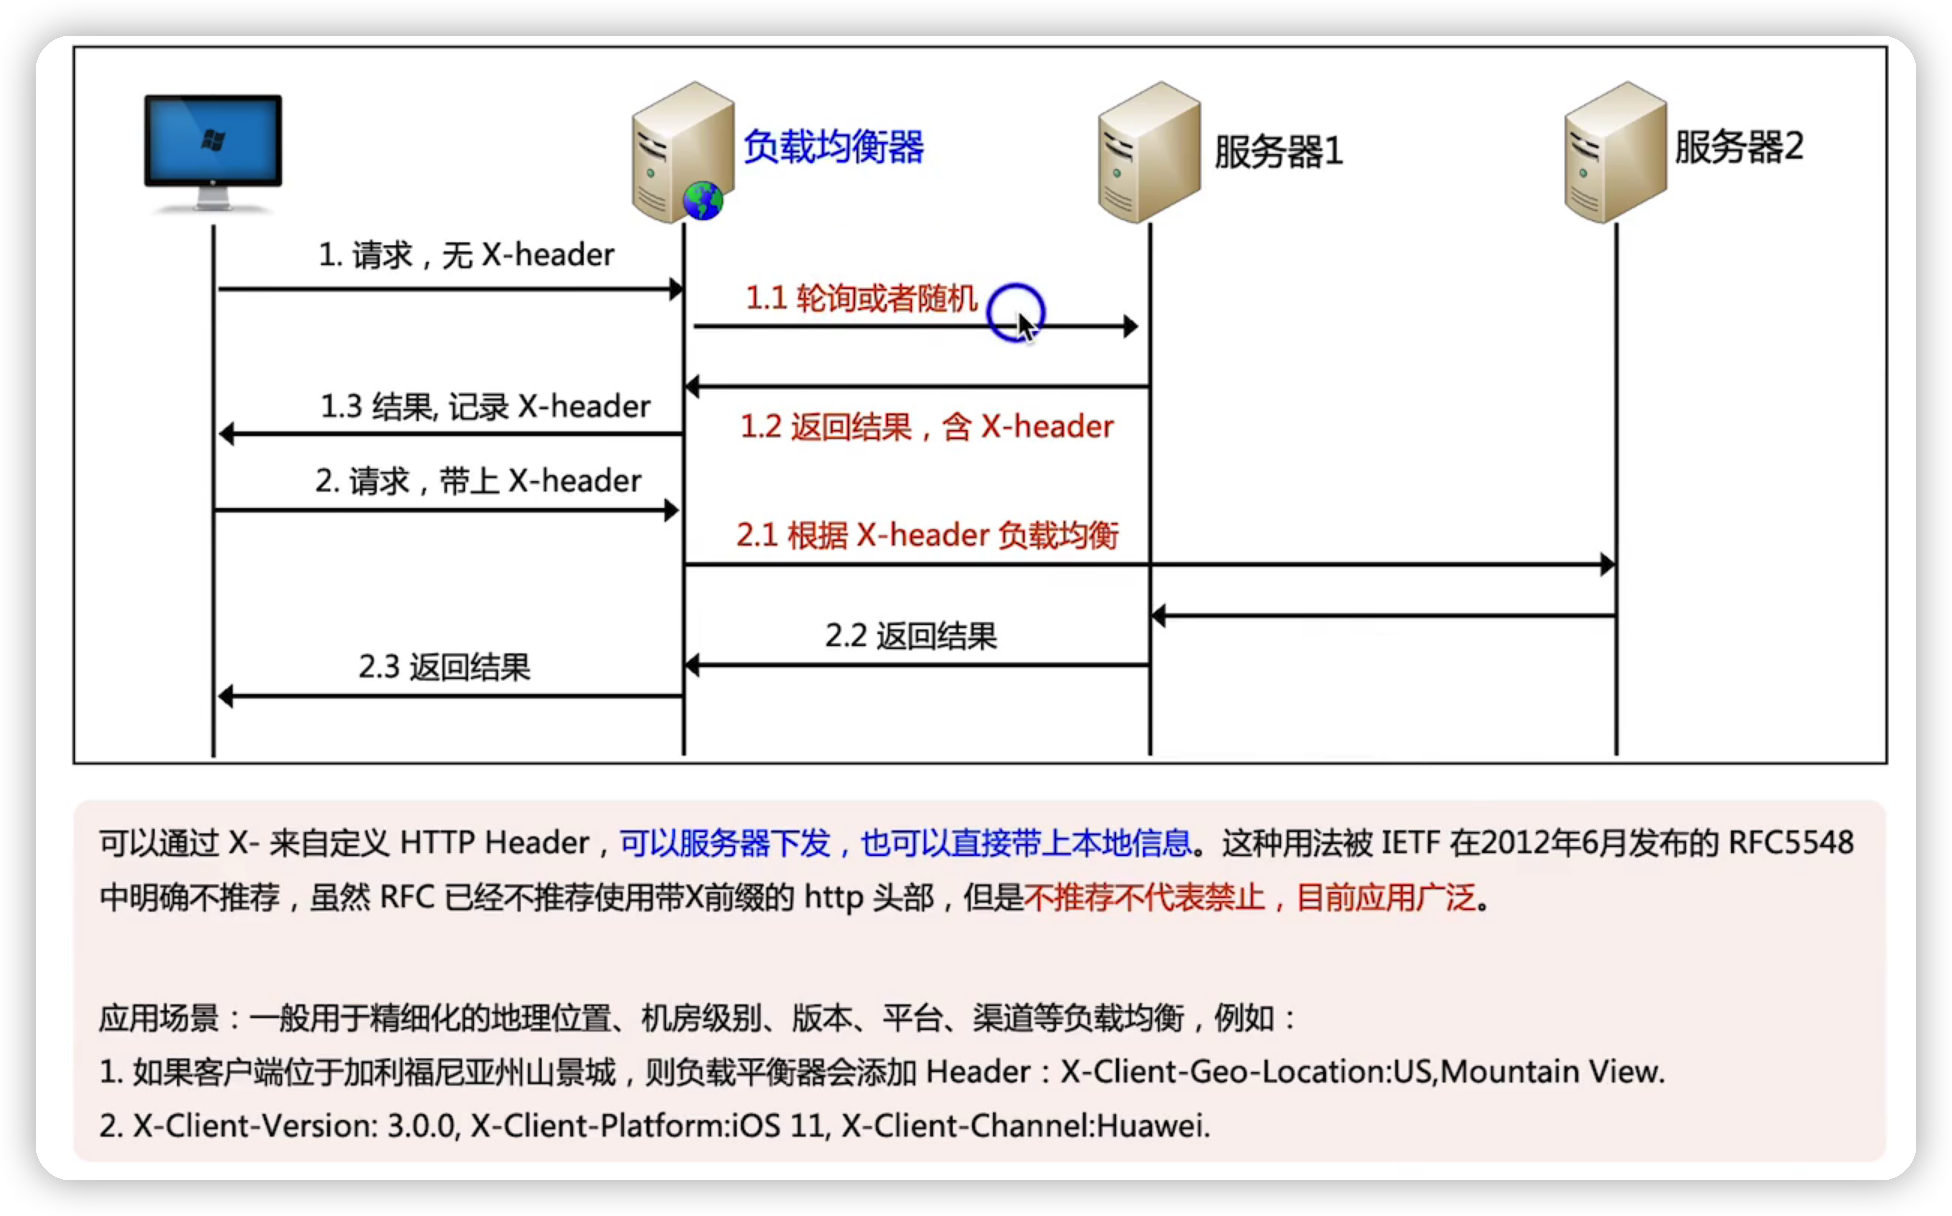 负载均衡器
服务器1
服务器2
1. 请求，无 X-header
1.1 轮询或者随机
1.3 结果, 记录 X-header
1.2 返回结果，含 X-header
2. 请求，带上 X-header
2.1 根据 X-header 负载均衡
2.2 返回结果
2.3 返回结果
可以通过 X- 来自定义 HTTP Header，可以服务器下发，也可以直接带上本地信息。这种用法被 IETF 在2012年6月发布的 RFC5548
中明确不推荐，虽然 RFC 已经不推荐使用带X前缀的 http 头部，但是不推荐不代表禁止，目前应用广泛。
应用场景：一般用于精细化的地理位置、机房级别、版本、平台、渠道等负载均衡，例如：
1. 如果客户端位于加利福尼亚州山景城，则负载平衡器会添加 Header：X-Client-Geo-Location:US,Mountain View.
2. X-Client-Version: 3.0.0, X-Client-Platform:iOS 11, X-Client-Channel:Huawei.